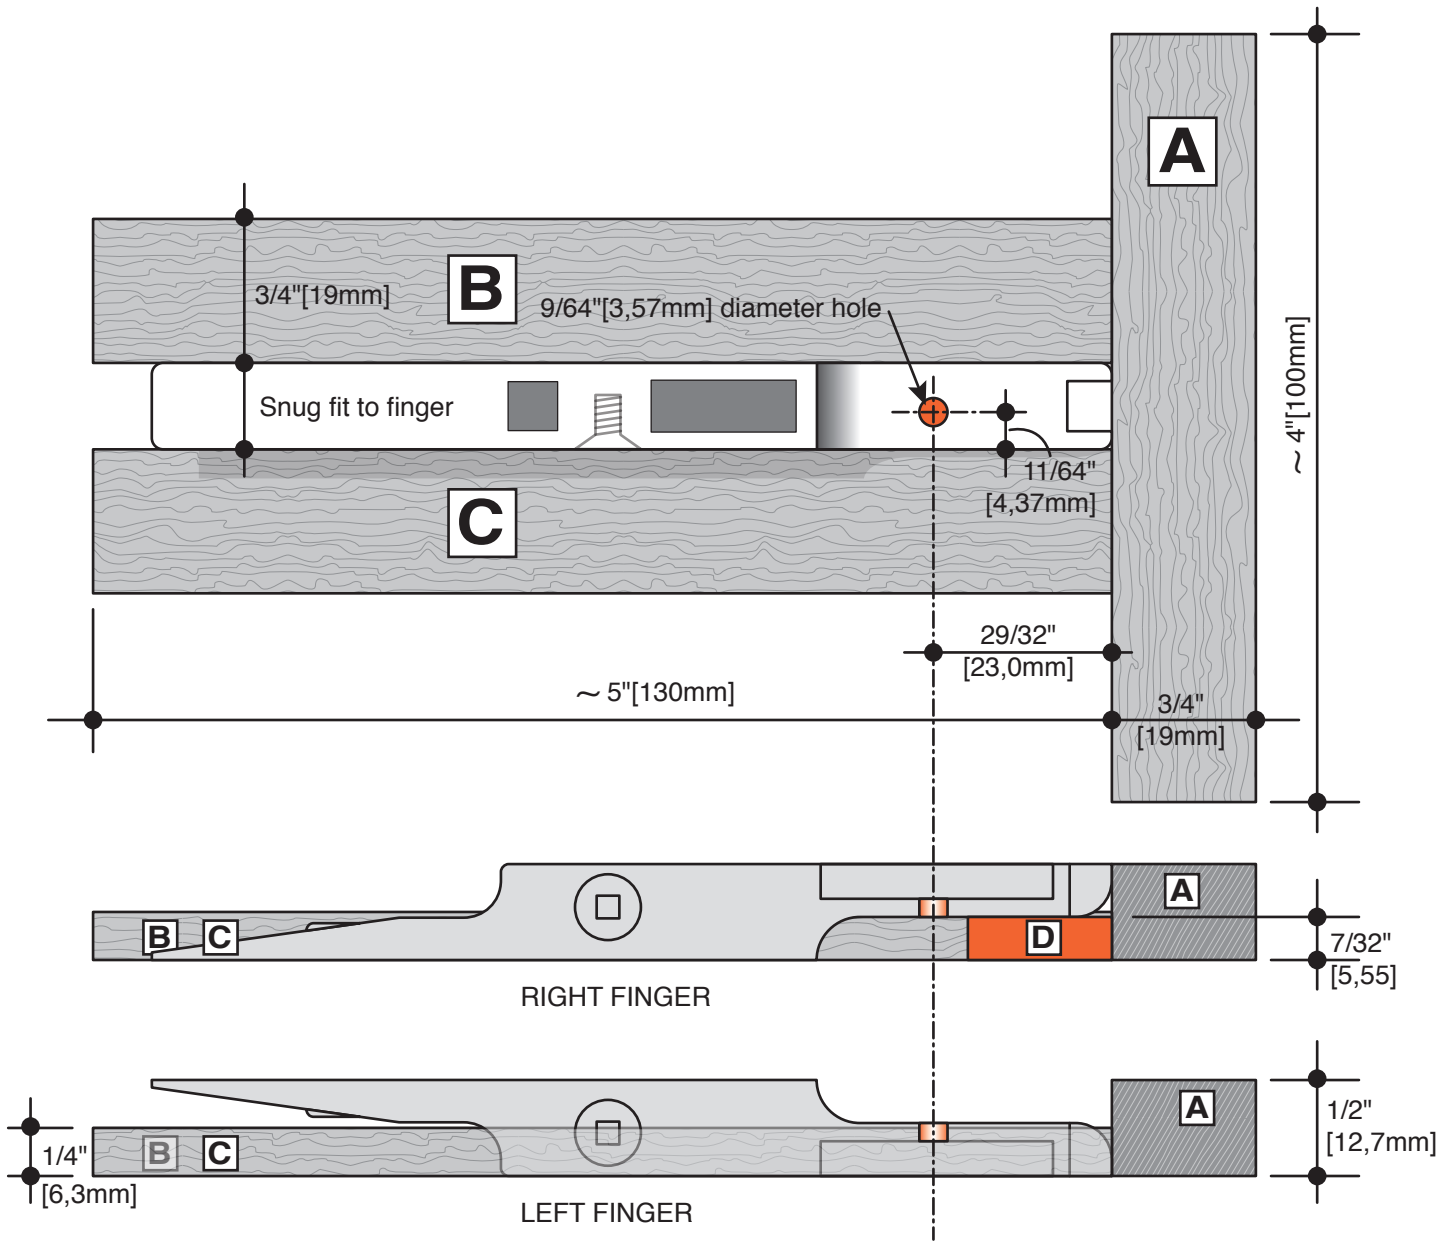 A
B
3/4"[19mm]
9/64"[3,57mm] diameter hole
~ 4"[100mm]
Snug fit to finger
11/64"
[4,37mm]
C
29/32"
[23,0mm]
~ 5"[130mm]
3/4"
[19mm]
A
B
C
D
7/32"
[5,55]
RIGHT FINGER
A
1/2"
[12,7mm]
1/4"
[6,3mm]
B
C
LEFT FINGER